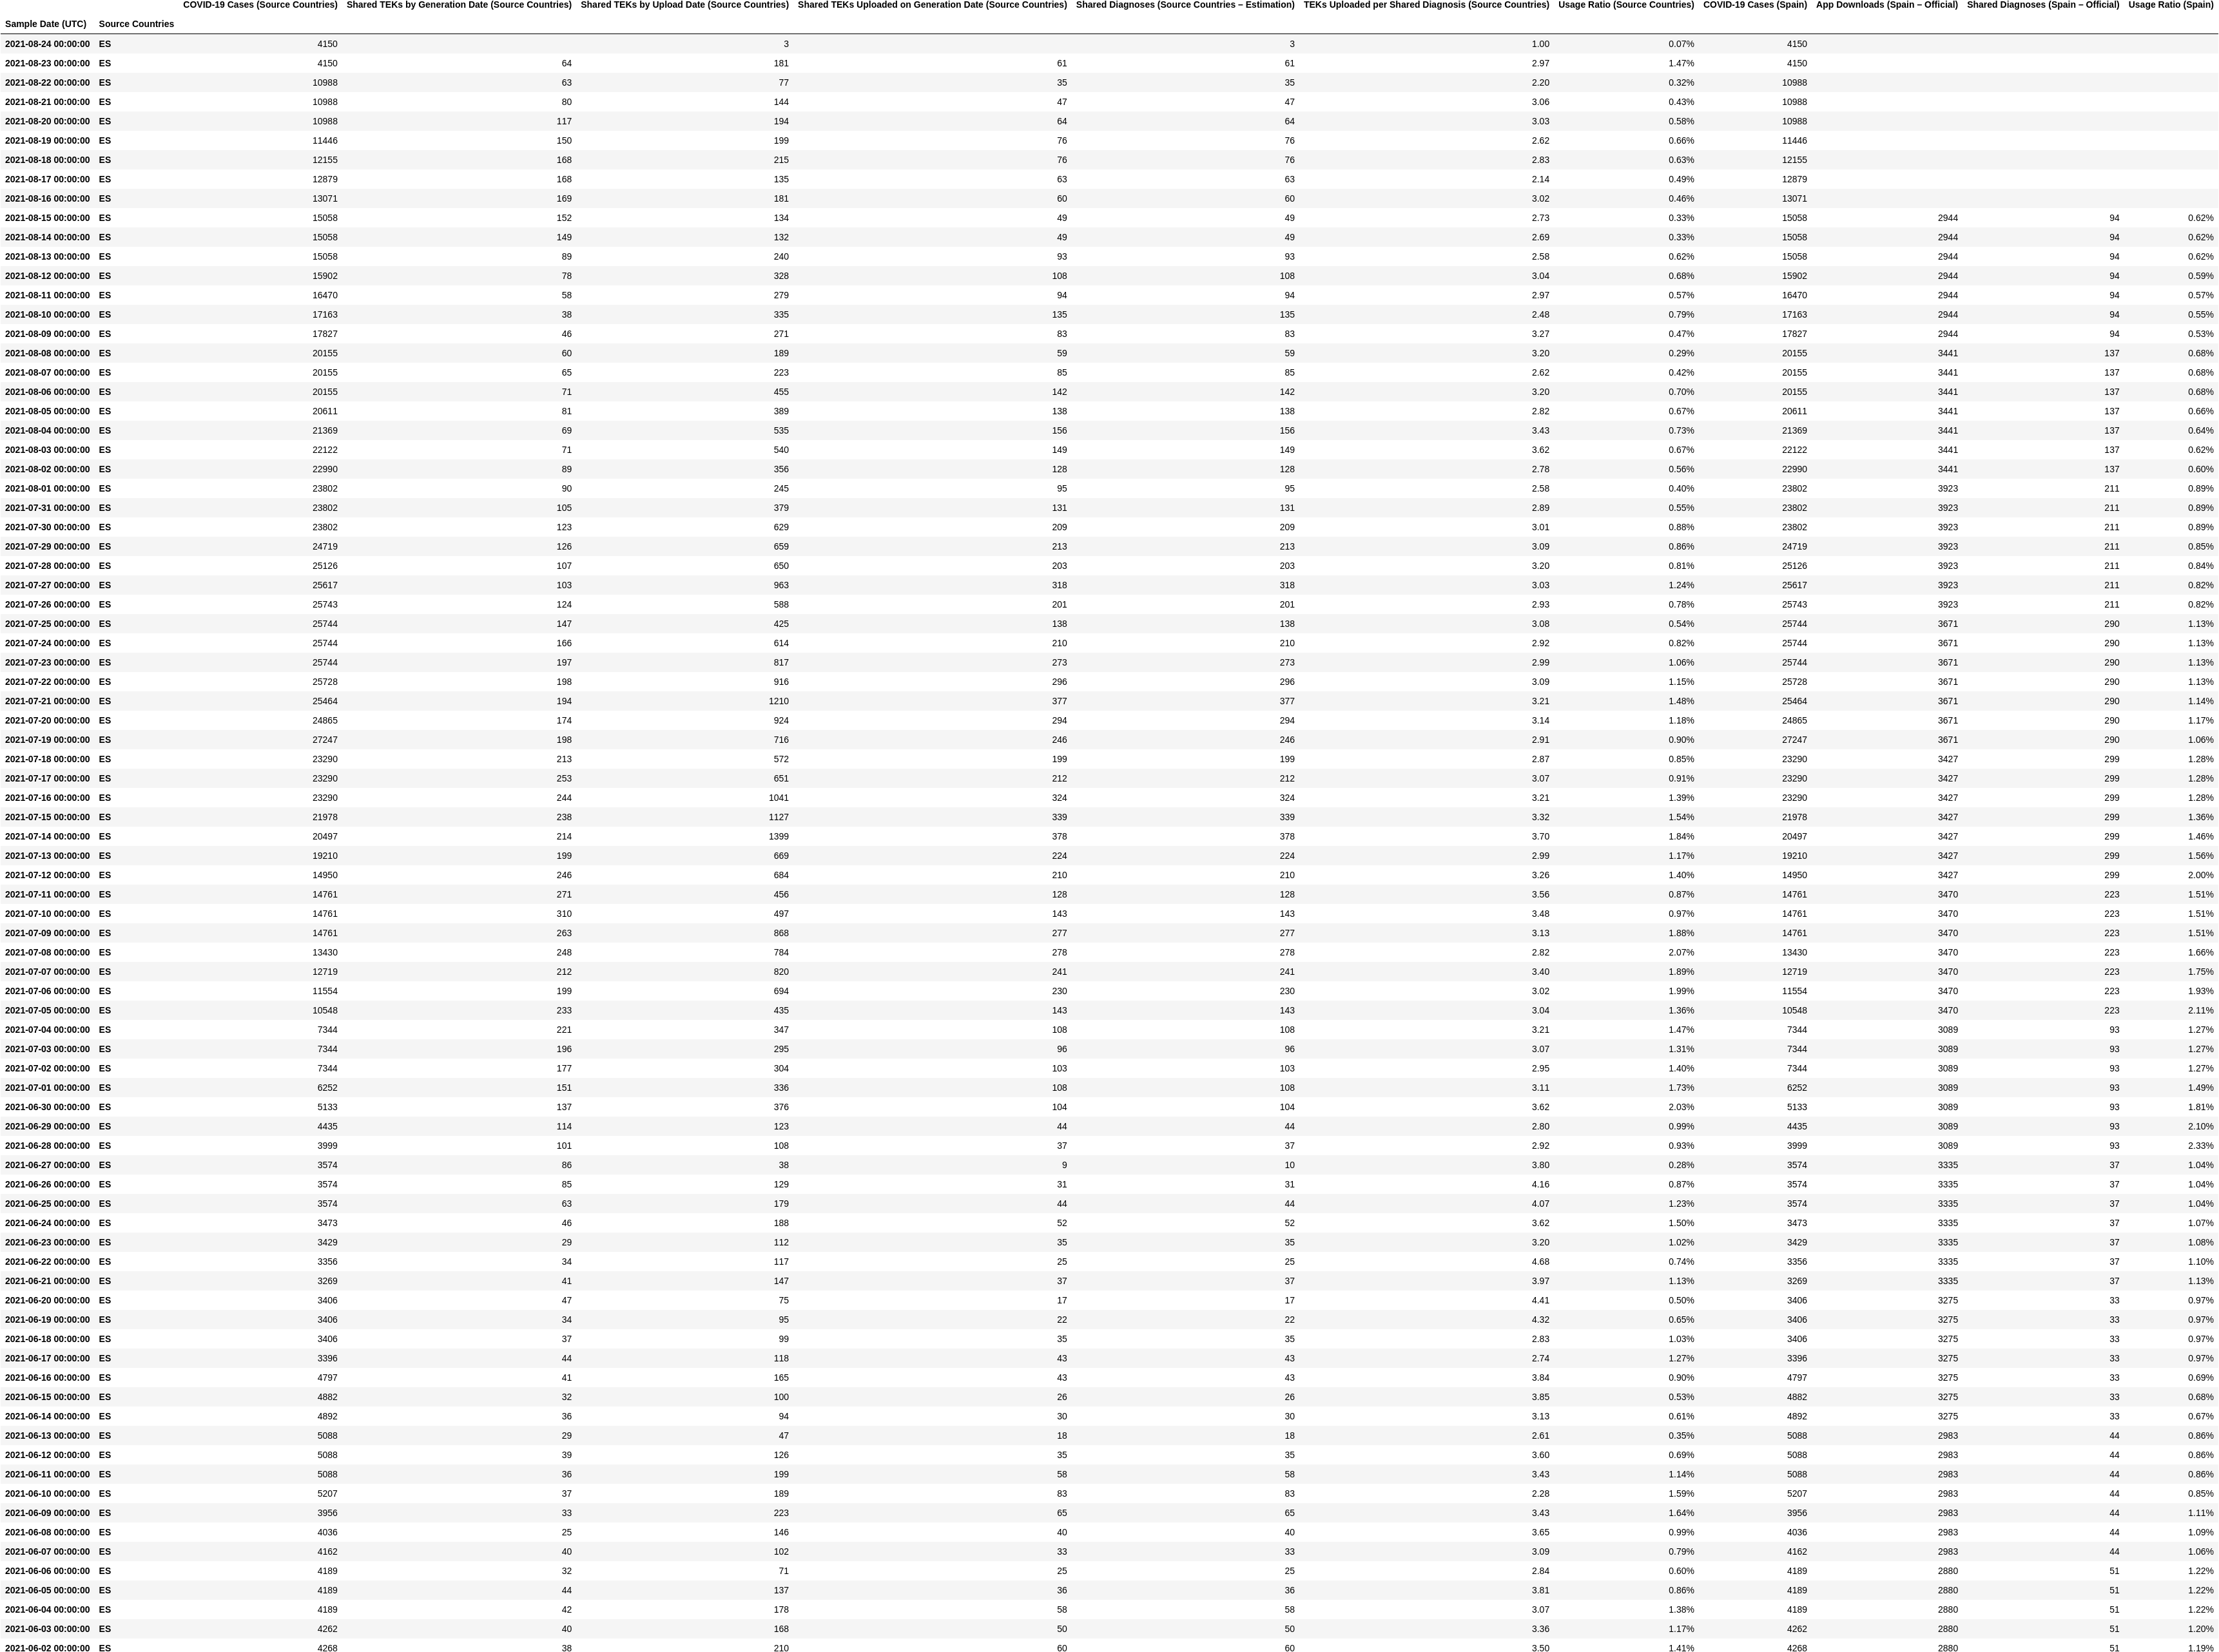 COVID-19 Cases (Source Countries) Shared TEKs by Generation Date (Source Countries) Shared TEKs by Upload Date (Source Countries) Shared TEKs Uploaded on Generation Date (Source Countries) Shared Diagnoses (Source Countries – Estimation) TEKs Uploaded per Shared Diagnosis (Source Countries) Usage Ratio (Source Countries) COVID-19 Cases (Spain) App Downloads (Spain – Official) Shared Diagnoses (Spain – Official) Usage Ratio (Spain)
Sample Date (UTC) Source Countries
2021-08-24 00:00:00 ES 4150 3 3 1.00 0.07% 4150
2021-08-23 00:00:00 ES 4150 64 181 61 61 2.97 1.47% 4150
2021-08-22 00:00:00 ES 10988 63 77 35 35 2.20 0.32% 10988
2021-08-21 00:00:00 ES 10988 80 144 47 47 3.06 0.43% 10988
2021-08-20 00:00:00 ES 10988 117 194 64 64 3.03 0.58% 10988
2021-08-19 00:00:00 ES 11446 150 199 76 76 2.62 0.66% 11446
2021-08-18 00:00:00 ES 12155 168 215 76 76 2.83 0.63% 12155
2021-08-17 00:00:00 ES 12879 168 135 63 63 2.14 0.49% 12879
2021-08-16 00:00:00 ES 13071 169 181 60 60 3.02 0.46% 13071
2021-08-15 00:00:00 ES 15058 152 134 49 49 2.73 0.33% 15058 2944 94 0.62%
2021-08-14 00:00:00 ES 15058 149 132 49 49 2.69 0.33% 15058 2944 94 0.62%
2021-08-13 00:00:00 ES 15058 89 240 93 93 2.58 0.62% 15058 2944 94 0.62%
2021-08-12 00:00:00 ES 15902 78 328 108 108 3.04 0.68% 15902 2944 94 0.59%
2021-08-11 00:00:00 ES 16470 58 279 94 94 2.97 0.57% 16470 2944 94 0.57%
2021-08-10 00:00:00 ES 17163 38 335 135 135 2.48 0.79% 17163 2944 94 0.55%
2021-08-09 00:00:00 ES 17827 46 271 83 83 3.27 0.47% 17827 2944 94 0.53%
2021-08-08 00:00:00 ES 20155 60 189 59 59 3.20 0.29% 20155 3441 137 0.68%
2021-08-07 00:00:00 ES 20155 65 223 85 85 2.62 0.42% 20155 3441 137 0.68%
2021-08-06 00:00:00 ES 20155 71 455 142 142 3.20 0.70% 20155 3441 137 0.68%
2021-08-05 00:00:00 ES 20611 81 389 138 138 2.82 0.67% 20611 3441 137 0.66%
2021-08-04 00:00:00 ES 21369 69 535 156 156 3.43 0.73% 21369 3441 137 0.64%
2021-08-03 00:00:00 ES 22122 71 540 149 149 3.62 0.67% 22122 3441 137 0.62%
2021-08-02 00:00:00 ES 22990 89 356 128 128 2.78 0.56% 22990 3441 137 0.60%
2021-08-01 00:00:00 ES 23802 90 245 95 95 2.58 0.40% 23802 3923 211 0.89%
2021-07-31 00:00:00 ES 23802 105 379 131 131 2.89 0.55% 23802 3923 211 0.89%
2021-07-30 00:00:00 ES 23802 123 629 209 209 3.01 0.88% 23802 3923 211 0.89%
2021-07-29 00:00:00 ES 24719 126 659 213 213 3.09 0.86% 24719 3923 211 0.85%
2021-07-28 00:00:00 ES 25126 107 650 203 203 3.20 0.81% 25126 3923 211 0.84%
2021-07-27 00:00:00 ES 25617 103 963 318 318 3.03 1.24% 25617 3923 211 0.82%
2021-07-26 00:00:00 ES 25743 124 588 201 201 2.93 0.78% 25743 3923 211 0.82%
2021-07-25 00:00:00 ES 25744 147 425 138 138 3.08 0.54% 25744 3671 290 1.13%
2021-07-24 00:00:00 ES 25744 166 614 210 210 2.92 0.82% 25744 3671 290 1.13%
2021-07-23 00:00:00 ES 25744 197 817 273 273 2.99 1.06% 25744 3671 290 1.13%
2021-07-22 00:00:00 ES 25728 198 916 296 296 3.09 1.15% 25728 3671 290 1.13%
2021-07-21 00:00:00 ES 25464 194 1210 377 377 3.21 1.48% 25464 3671 290 1.14%
2021-07-20 00:00:00 ES 24865 174 924 294 294 3.14 1.18% 24865 3671 290 1.17%
2021-07-19 00:00:00 ES 27247 198 716 246 246 2.91 0.90% 27247 3671 290 1.06%
2021-07-18 00:00:00 ES 23290 213 572 199 199 2.87 0.85% 23290 3427 299 1.28%
2021-07-17 00:00:00 ES 23290 253 651 212 212 3.07 0.91% 23290 3427 299 1.28%
2021-07-16 00:00:00 ES 23290 244 1041 324 324 3.21 1.39% 23290 3427 299 1.28%
2021-07-15 00:00:00 ES 21978 238 1127 339 339 3.32 1.54% 21978 3427 299 1.36%
2021-07-14 00:00:00 ES 20497 214 1399 378 378 3.70 1.84% 20497 3427 299 1.46%
2021-07-13 00:00:00 ES 19210 199 669 224 224 2.99 1.17% 19210 3427 299 1.56%
2021-07-12 00:00:00 ES 14950 246 684 210 210 3.26 1.40% 14950 3427 299 2.00%
2021-07-11 00:00:00 ES 14761 271 456 128 128 3.56 0.87% 14761 3470 223 1.51%
2021-07-10 00:00:00 ES 14761 310 497 143 143 3.48 0.97% 14761 3470 223 1.51%
2021-07-09 00:00:00 ES 14761 263 868 277 277 3.13 1.88% 14761 3470 223 1.51%
2021-07-08 00:00:00 ES 13430 248 784 278 278 2.82 2.07% 13430 3470 223 1.66%
2021-07-07 00:00:00 ES 12719 212 820 241 241 3.40 1.89% 12719 3470 223 1.75%
2021-07-06 00:00:00 ES 11554 199 694 230 230 3.02 1.99% 11554 3470 223 1.93%
2021-07-05 00:00:00 ES 10548 233 435 143 143 3.04 1.36% 10548 3470 223 2.11%
2021-07-04 00:00:00 ES 7344 221 347 108 108 3.21 1.47% 7344 3089 93 1.27%
2021-07-03 00:00:00 ES 7344 196 295 96 96 3.07 1.31% 7344 3089 93 1.27%
2021-07-02 00:00:00 ES 7344 177 304 103 103 2.95 1.40% 7344 3089 93 1.27%
2021-07-01 00:00:00 ES 6252 151 336 108 108 3.11 1.73% 6252 3089 93 1.49%
2021-06-30 00:00:00 ES 5133 137 376 104 104 3.62 2.03% 5133 3089 93 1.81%
2021-06-29 00:00:00 ES 4435 114 123 44 44 2.80 0.99% 4435 3089 93 2.10%
2021-06-28 00:00:00 ES 3999 101 108 37 37 2.92 0.93% 3999 3089 93 2.33%
2021-06-27 00:00:00 ES 3574 86 38 9 10 3.80 0.28% 3574 3335 37 1.04%
2021-06-26 00:00:00 ES 3574 85 129 31 31 4.16 0.87% 3574 3335 37 1.04%
2021-06-25 00:00:00 ES 3574 63 179 44 44 4.07 1.23% 3574 3335 37 1.04%
2021-06-24 00:00:00 ES 3473 46 188 52 52 3.62 1.50% 3473 3335 37 1.07%
2021-06-23 00:00:00 ES 3429 29 112 35 35 3.20 1.02% 3429 3335 37 1.08%
2021-06-22 00:00:00 ES 3356 34 117 25 25 4.68 0.74% 3356 3335 37 1.10%
2021-06-21 00:00:00 ES 3269 41 147 37 37 3.97 1.13% 3269 3335 37 1.13%
2021-06-20 00:00:00 ES 3406 47 75 17 17 4.41 0.50% 3406 3275 33 0.97%
2021-06-19 00:00:00 ES 3406 34 95 22 22 4.32 0.65% 3406 3275 33 0.97%
2021-06-18 00:00:00 ES 3406 37 99 35 35 2.83 1.03% 3406 3275 33 0.97%
2021-06-17 00:00:00 ES 3396 44 118 43 43 2.74 1.27% 3396 3275 33 0.97%
2021-06-16 00:00:00 ES 4797 41 165 43 43 3.84 0.90% 4797 3275 33 0.69%
2021-06-15 00:00:00 ES 4882 32 100 26 26 3.85 0.53% 4882 3275 33 0.68%
2021-06-14 00:00:00 ES 4892 36 94 30 30 3.13 0.61% 4892 3275 33 0.67%
2021-06-13 00:00:00 ES 5088 29 47 18 18 2.61 0.35% 5088 2983 44 0.86%
2021-06-12 00:00:00 ES 5088 39 126 35 35 3.60 0.69% 5088 2983 44 0.86%
2021-06-11 00:00:00 ES 5088 36 199 58 58 3.43 1.14% 5088 2983 44 0.86%
2021-06-10 00:00:00 ES 5207 37 189 83 83 2.28 1.59% 5207 2983 44 0.85%
2021-06-09 00:00:00 ES 3956 33 223 65 65 3.43 1.64% 3956 2983 44 1.11%
2021-06-08 00:00:00 ES 4036 25 146 40 40 3.65 0.99% 4036 2983 44 1.09%
2021-06-07 00:00:00 ES 4162 40 102 33 33 3.09 0.79% 4162 2983 44 1.06%
2021-06-06 00:00:00 ES 4189 32 71 25 25 2.84 0.60% 4189 2880 51 1.22%
2021-06-05 00:00:00 ES 4189 44 137 36 36 3.81 0.86% 4189 2880 51 1.22%
2021-06-04 00:00:00 ES 4189 42 178 58 58 3.07 1.38% 4189 2880 51 1.22%
2021-06-03 00:00:00 ES 4262 40 168 50 50 3.36 1.17% 4262 2880 51 1.20%
2021-06-02 00:00:00 ES 4268 38 210 60 60 3.50 1.41% 4268 2880 51 1.19%